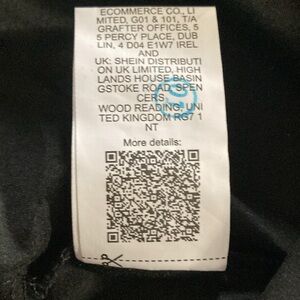 ECOMMERCE CO., LI
MITED, G01 & 101, T/A
GRAFTER OFFICES, 5
5 PERCY PLACE, DUB
LIN, 4 D04 E1W7 IREL
AND
UK: SHEIN DISTRIBUTI
ON UK LIMITED, HIGH
LANDS HOUSE BASIN
GSTOKE ROAD, SPEN
CERS
WOOD READING, UNI
TED KINGDOM RG7 1
NT
More details: